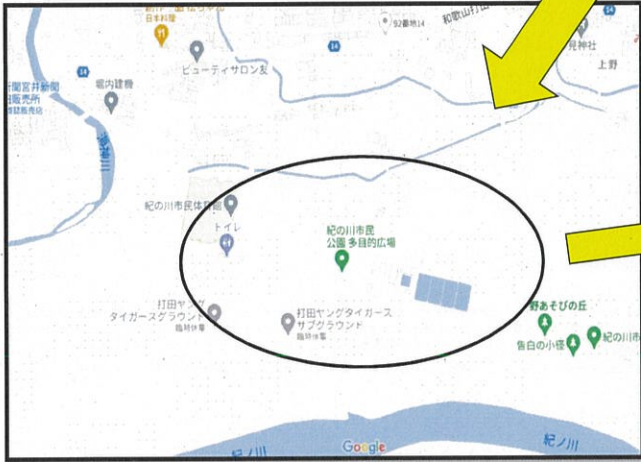 日本料理
ビューティサロン友
14
92番地14
和歌山打田
14
見神社
上野
14
新聞宮井新聞
堀内建機
紀の川市民体育館
トイレ
紀の川市民
公園 多目的広場
打田ヤング
タイガースグラウンド
臨時休業
打田ヤングタイガース
サブグラウンド
臨時休業
野あそびの丘
告白の小径
紀の川市
紀ノ川
Google
紀ノ川